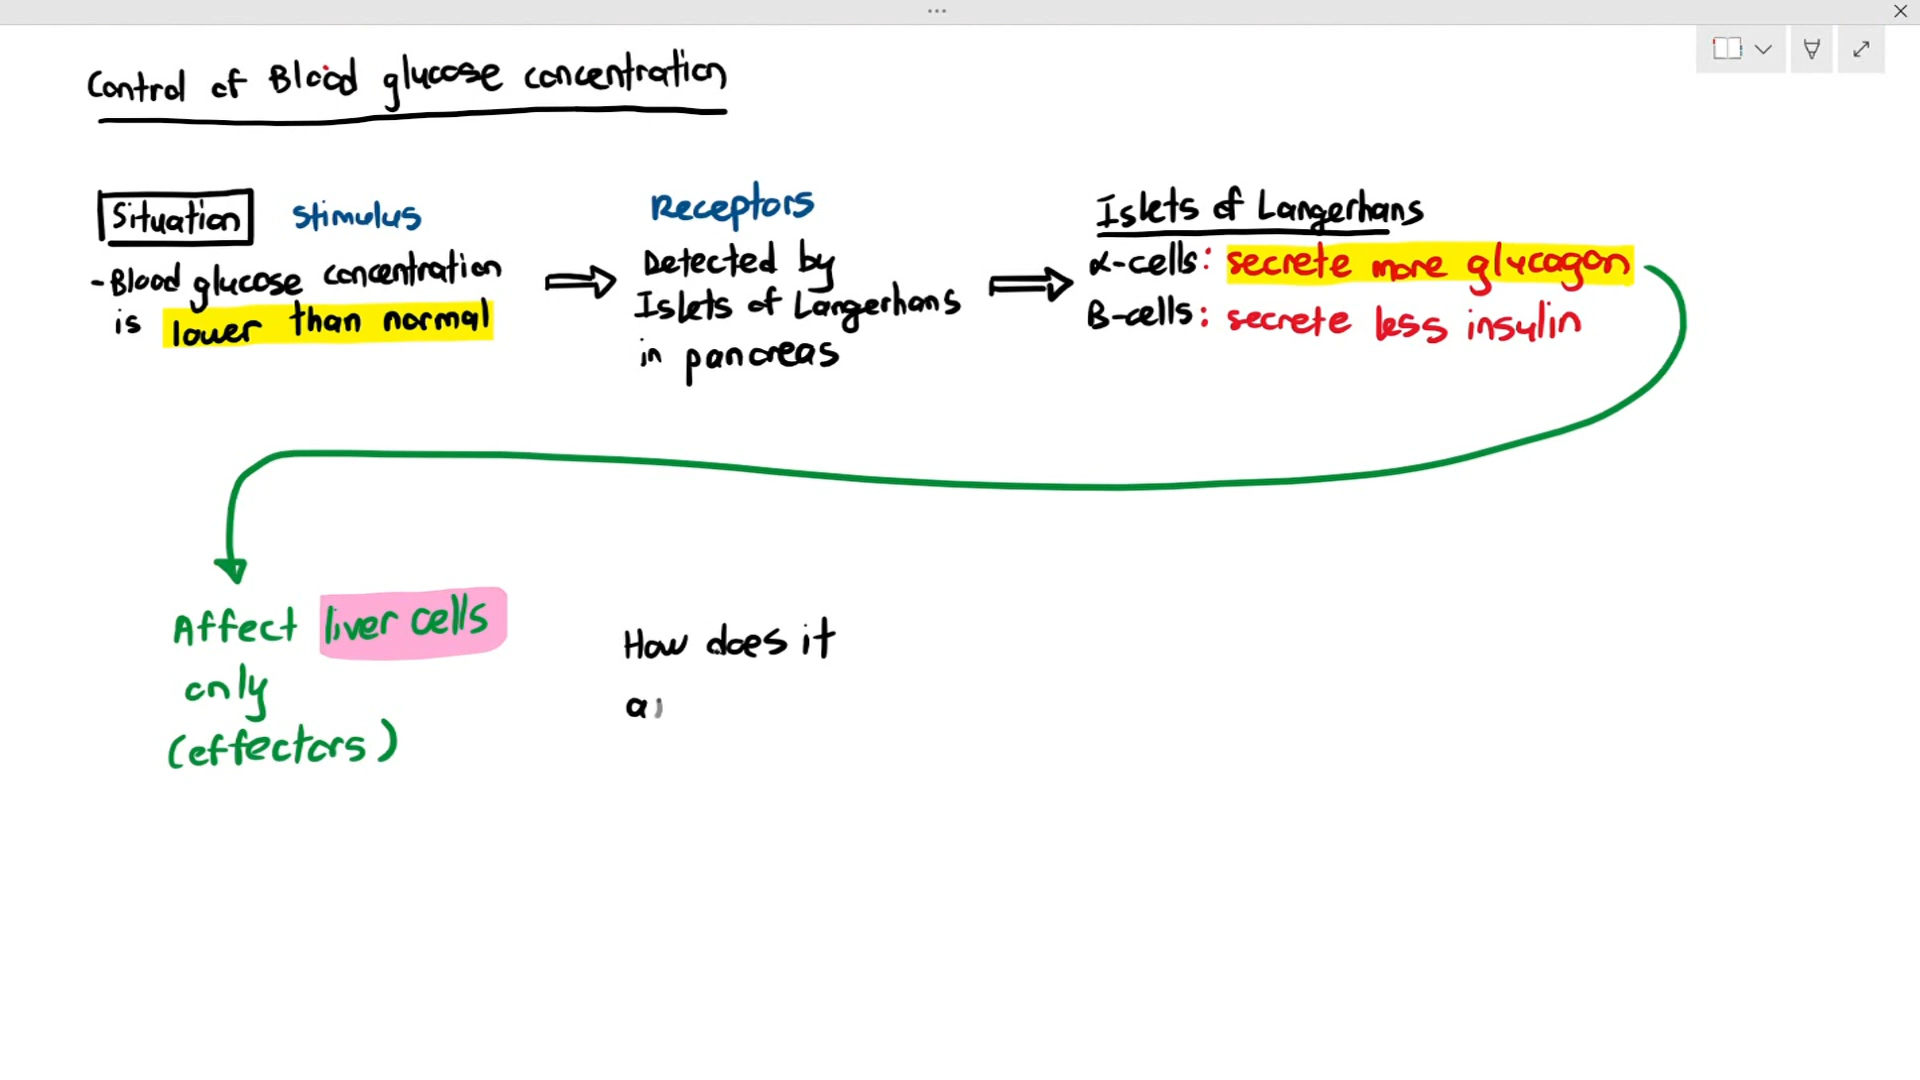 Control of Blood glucose concentration
Situation stimulus
- Blood glucose concentration
is lower than normal
Receptors
Detected by
Islets of Langerhans
in pancreas
Islets of Langerhans
α-cells: secrete more glycagon
B-cells: secrete less insulin
Affect liver cells
only
(effectors)
How does it